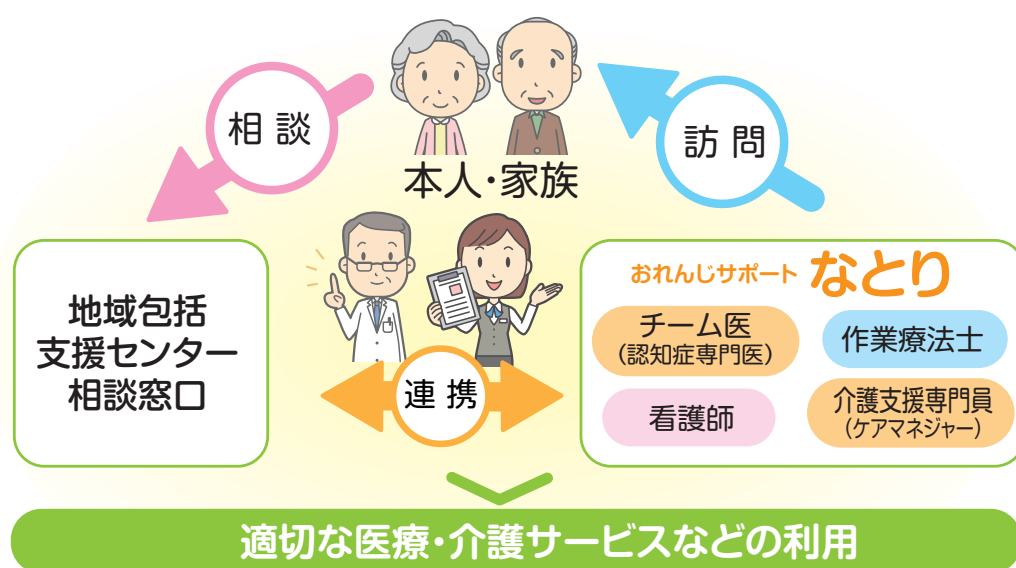 相談
訪問
本人・家族
地域包括
支援センター
相談窓口
連携
おれんじサポート なとり
チーム医
(認知症専門医)
作業療法士
看護師
介護支援専門員
(ケアマネジャー)
適切な医療・介護サービスなどの利用